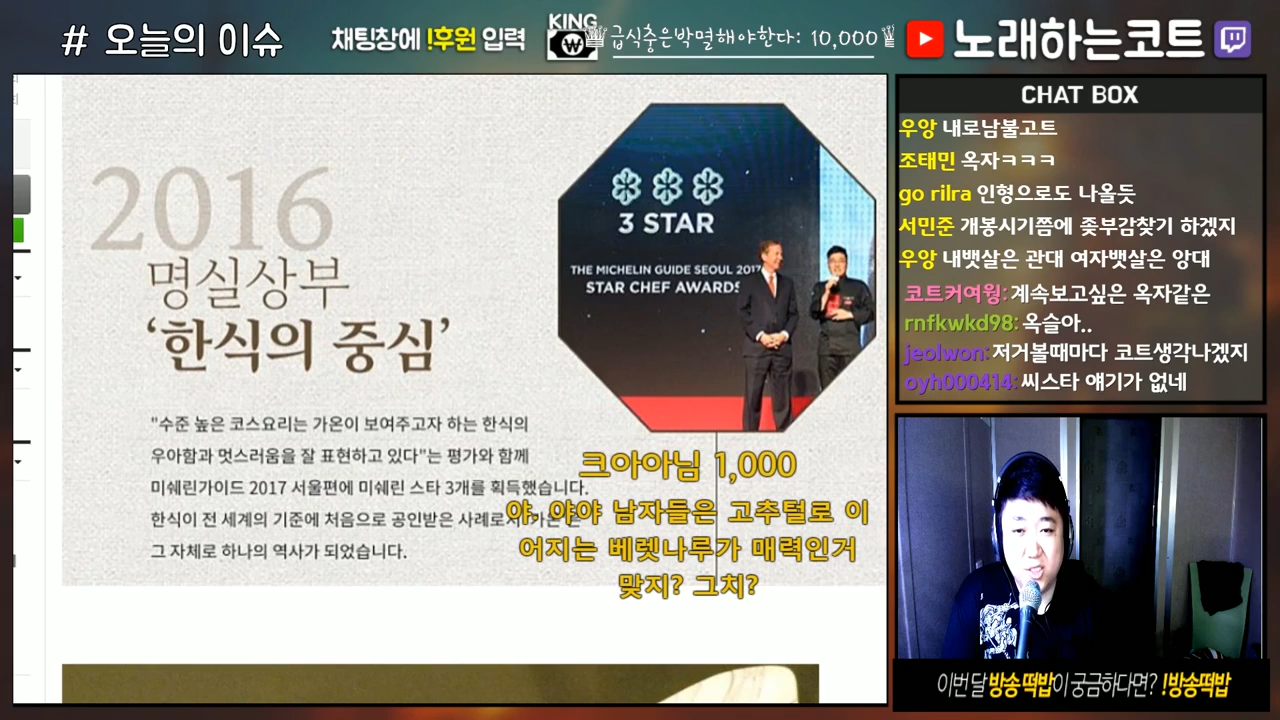 # 오늘의 이슈
채팅창에 !후원 입력
KING
급식충은박멸해야한다: 10,000
노래하는코트
2016
명실상부
‘한식의 중심’
"수준 높은 코스요리는 가온이 보여주고자 하는 한식의
우아함과 멋스러움을 잘 표현하고 있다"는 평가와 함께
미쉐린가이드 2017 서울편에 미쉐린 스타 3개를 획득했습니다.
한식이 전 세계의 기준에 처음으로 공인받은 사례로서
그 자체로 하나의 역사가 되었습니다.
3 STAR
THE MICHELIN GUIDE SEOUL 2017
STAR CHEF AWARDS
크아아님 1,000
야. 야야 남자들은 고추털로 이
어지는 베렛나루가 매력인거
맞지? 그치?
CHAT BOX
우앙 내로남불고트
조태민 옥자ㅋㅋㅋ
go rilra 인형으로도 나올듯
서민준 개봉시기쯤에 좆부감찾기 하겠지
우앙 내뱃살은 관대 여자뱃살은 앙대
코트커여웡: 계속보고싶은 옥자같은
rnfkwkd98: 옥슬아..
jeolwon: 저거볼때마다 코트생각나겠지
oyh000414: 씨스타 얘기가 없네
이번 달 방송 떡밥이 궁금하다면? !방송떡밥